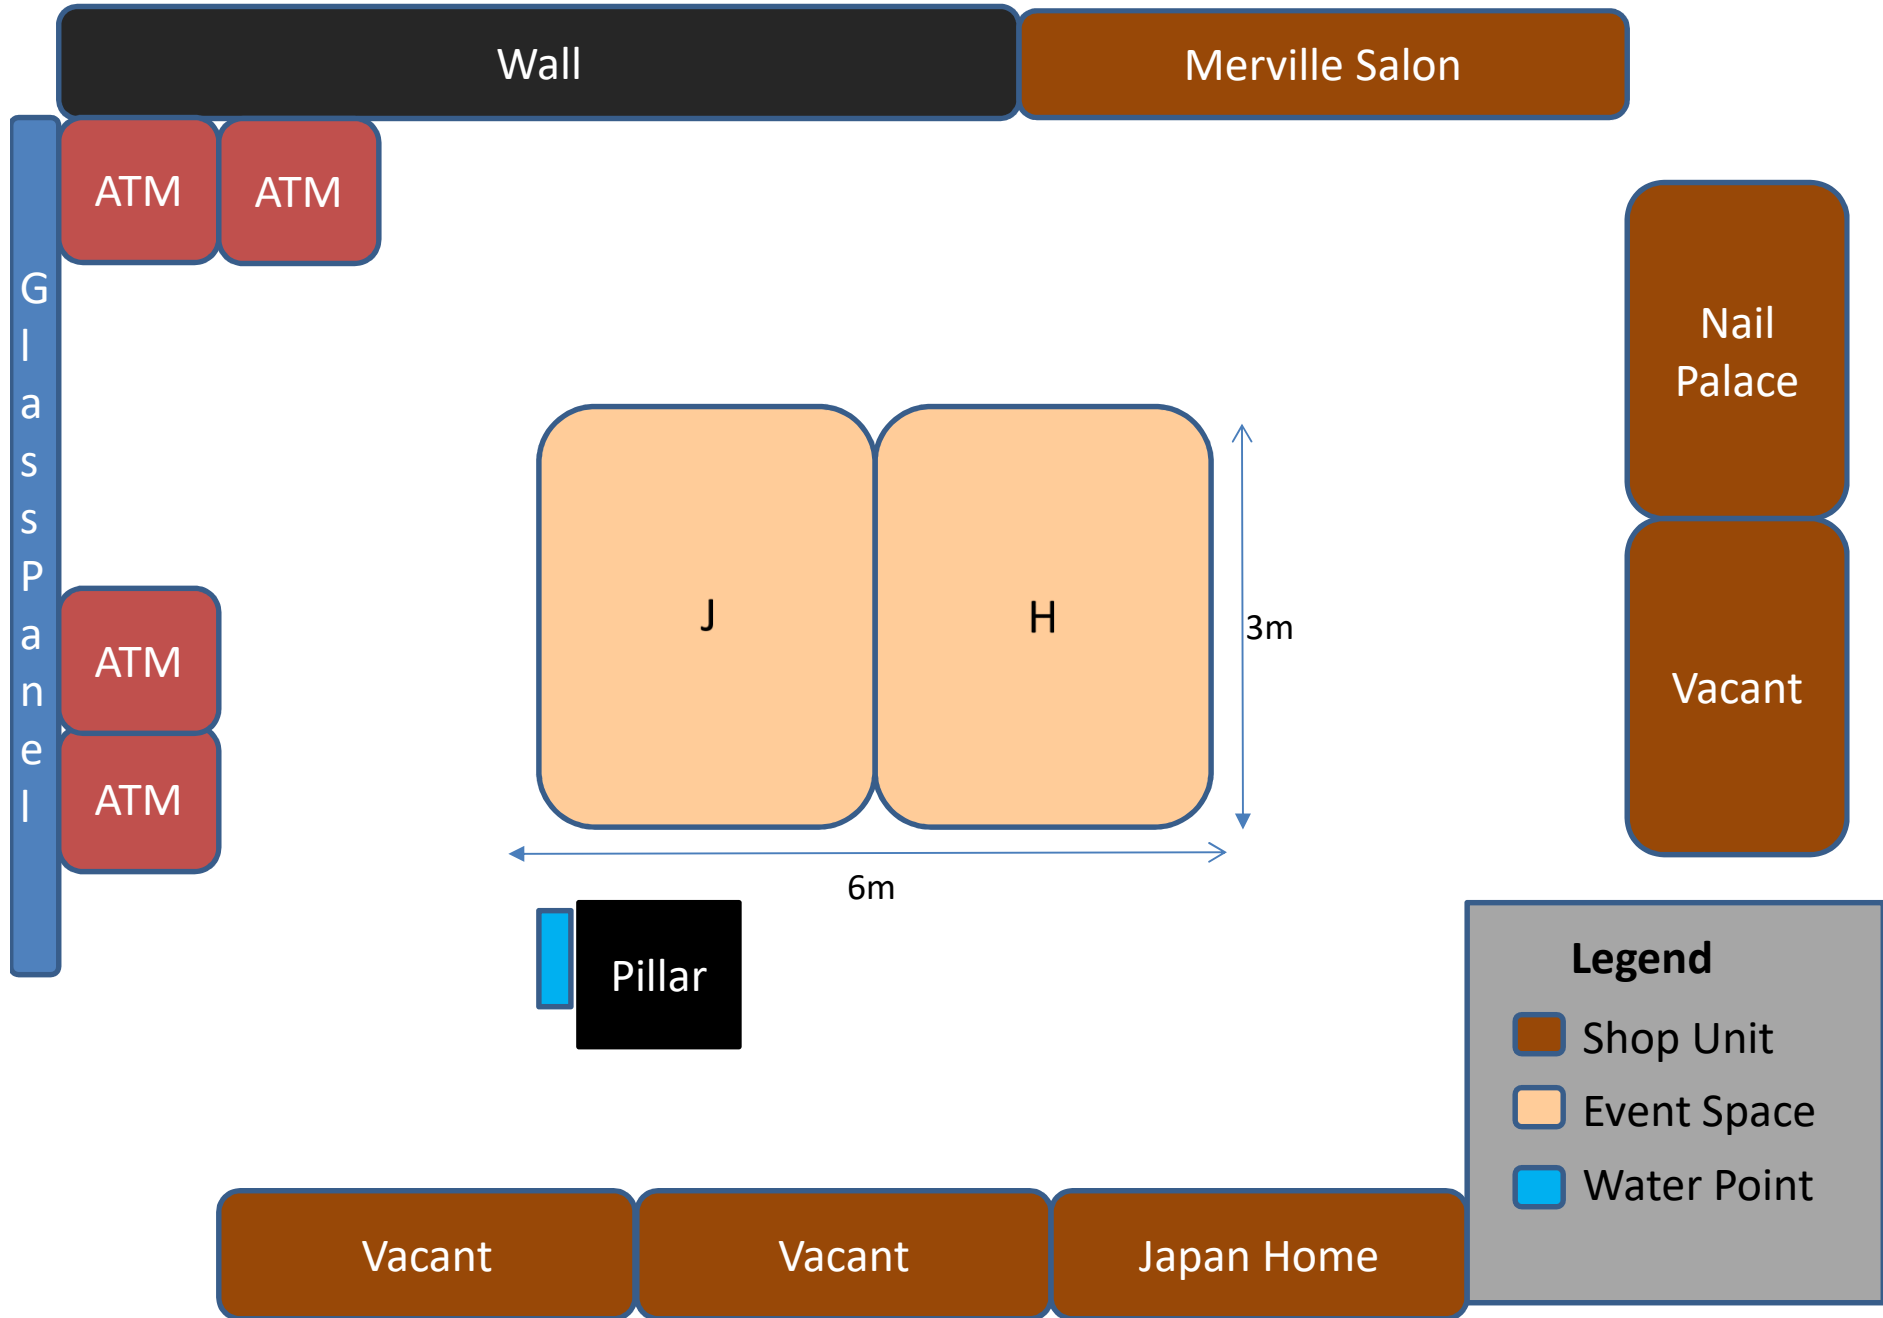 Wall
Merville Salon
ATM
ATM
Glass Panel
Nail
Palace
J
H
3m
ATM
Vacant
ATM
6m
Pillar
Legend
Shop Unit
Event Space
Water Point
Vacant
Vacant
Japan Home